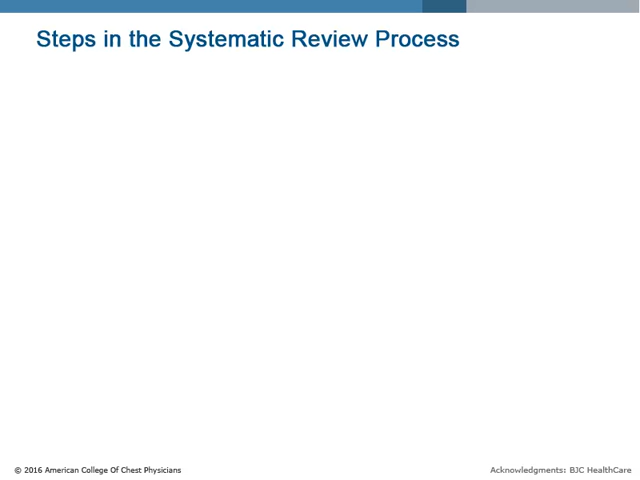 Steps in the Systematic Review Process
© 2016 American College Of Chest Physicians
Acknowledgments: BJC HealthCare